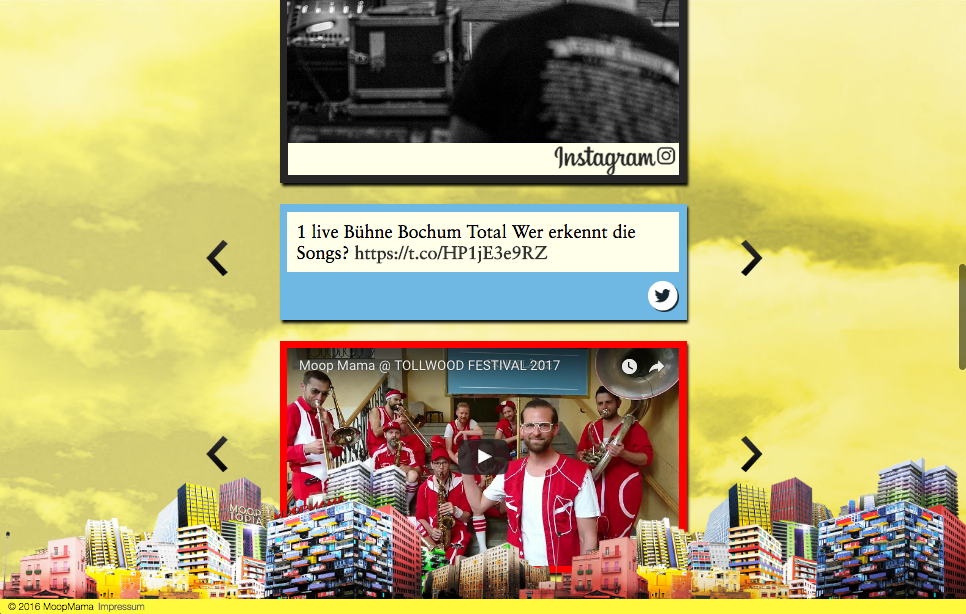 Instagram
1 live Bühne Bochum Total Wer erkennt die
Songs? https://t.co/HP1jE3e9RZ
Moop Mama @ TOLLWOOD FESTIVAL 2017
© 2016 MoopMama Impressum